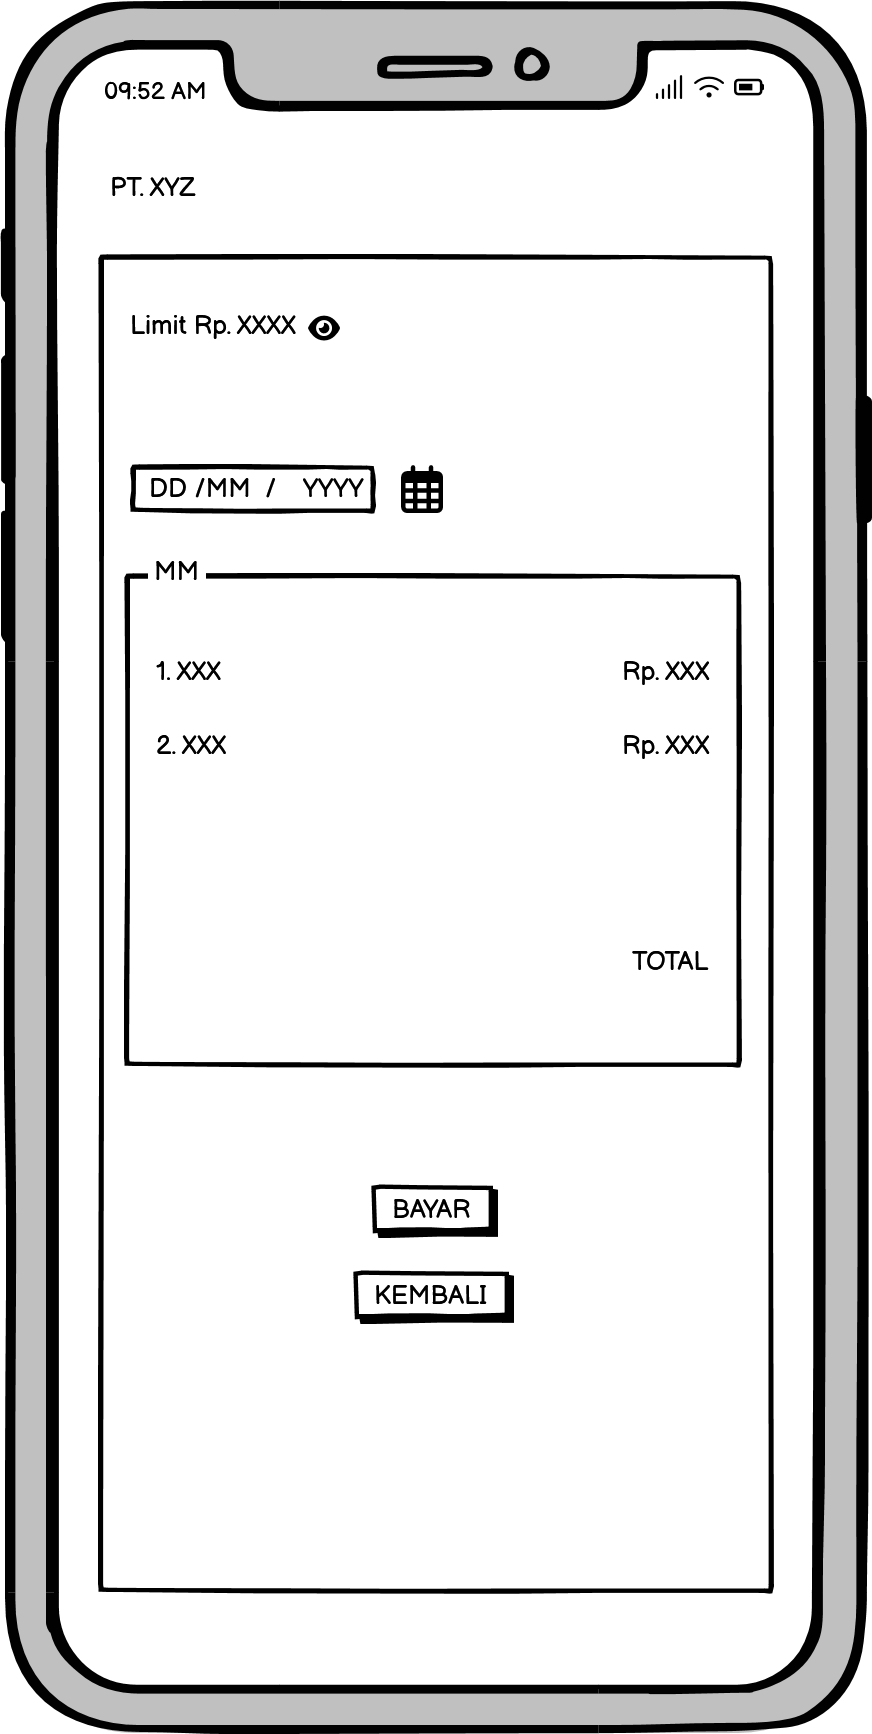 09:52 AM
PT. XYZ
Limit Rp. XXXX
DD /MM / YYYY
MM
1. XXX Rp. XXX
2. XXX Rp. XXX
TOTAL
BAYAR
KEMBALI